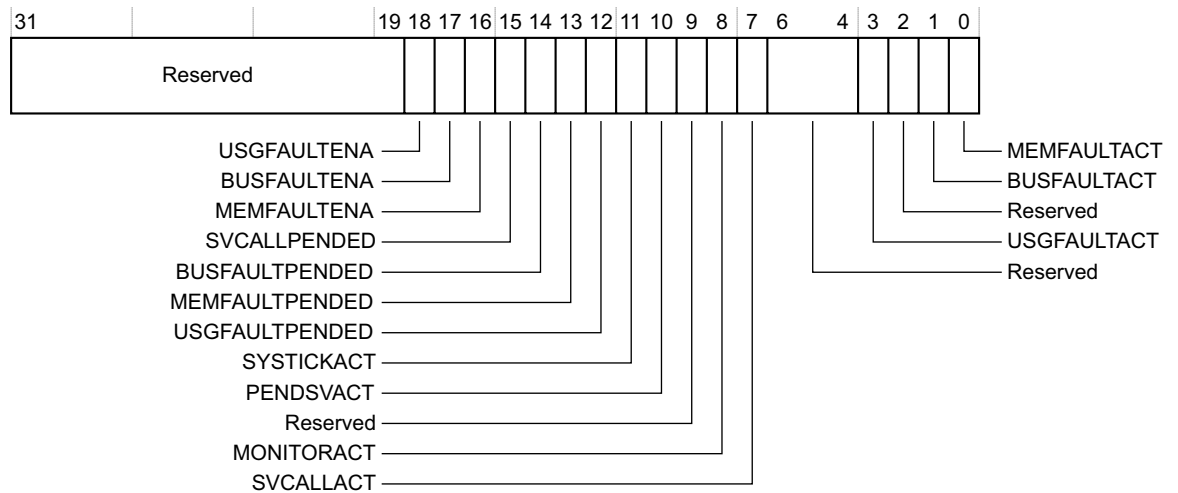 31 19 18 17 16 15 14 13 12 11 10 9 8 7 6 4 3 2 1 0
Reserved
USGFAULTENA MEMFAULTACT
BUSFAULTENA BUSFAULTACT
MEMFAULTENA Reserved
SVCALLPENDED USGFAULTACT
BUSFAULTPENDED Reserved
MEMFAULTPENDED
USGFAULTPENDED
SYSTICKACT
PENDSVACT
Reserved
MONITORACT
SVCALLACT